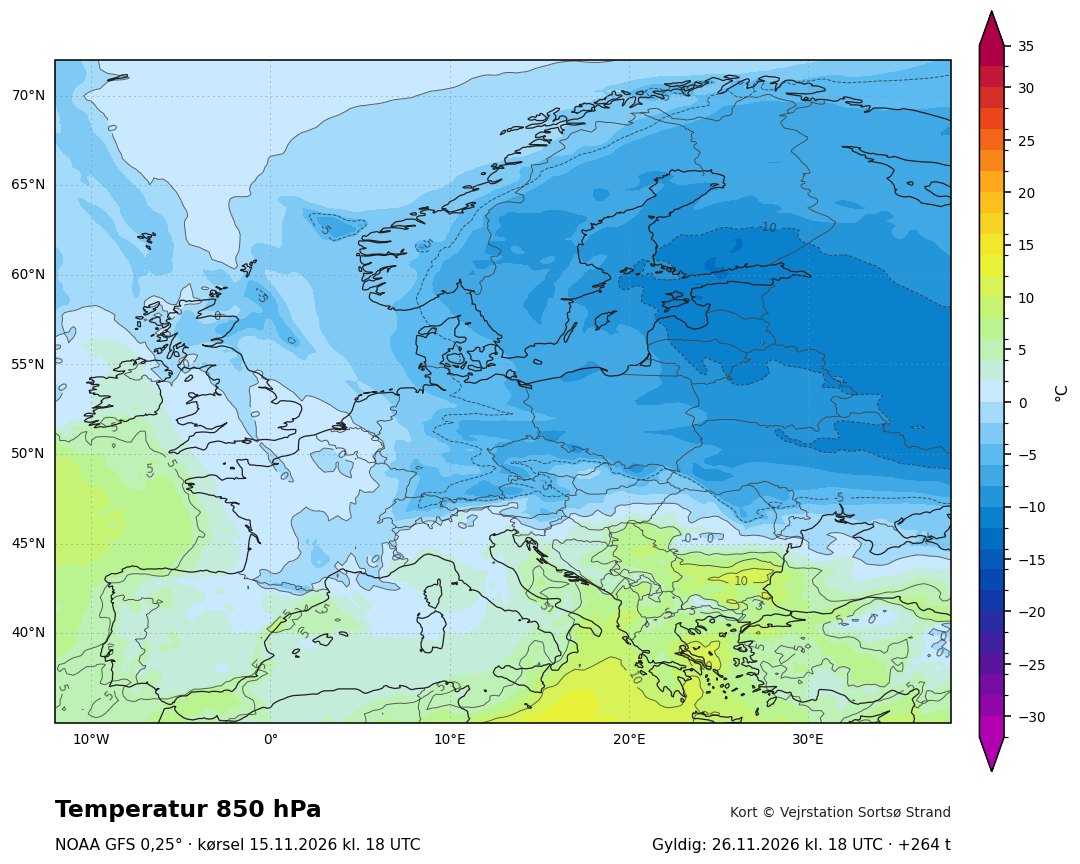 70°N
65°N
60°N
55°N
50°N
45°N
40°N
10°W 0° 10°E 20°E 30°E
35
30
25
20
15
10
5
0
−5
−10
−15
−20
−25
−30
°C
Temperatur 850 hPa
Kort © Vejrstation Sortsø Strand
NOAA GFS 0,25° · kørsel 15.11.2026 kl. 18 UTC
Gyldig: 26.11.2026 kl. 18 UTC · +264 t